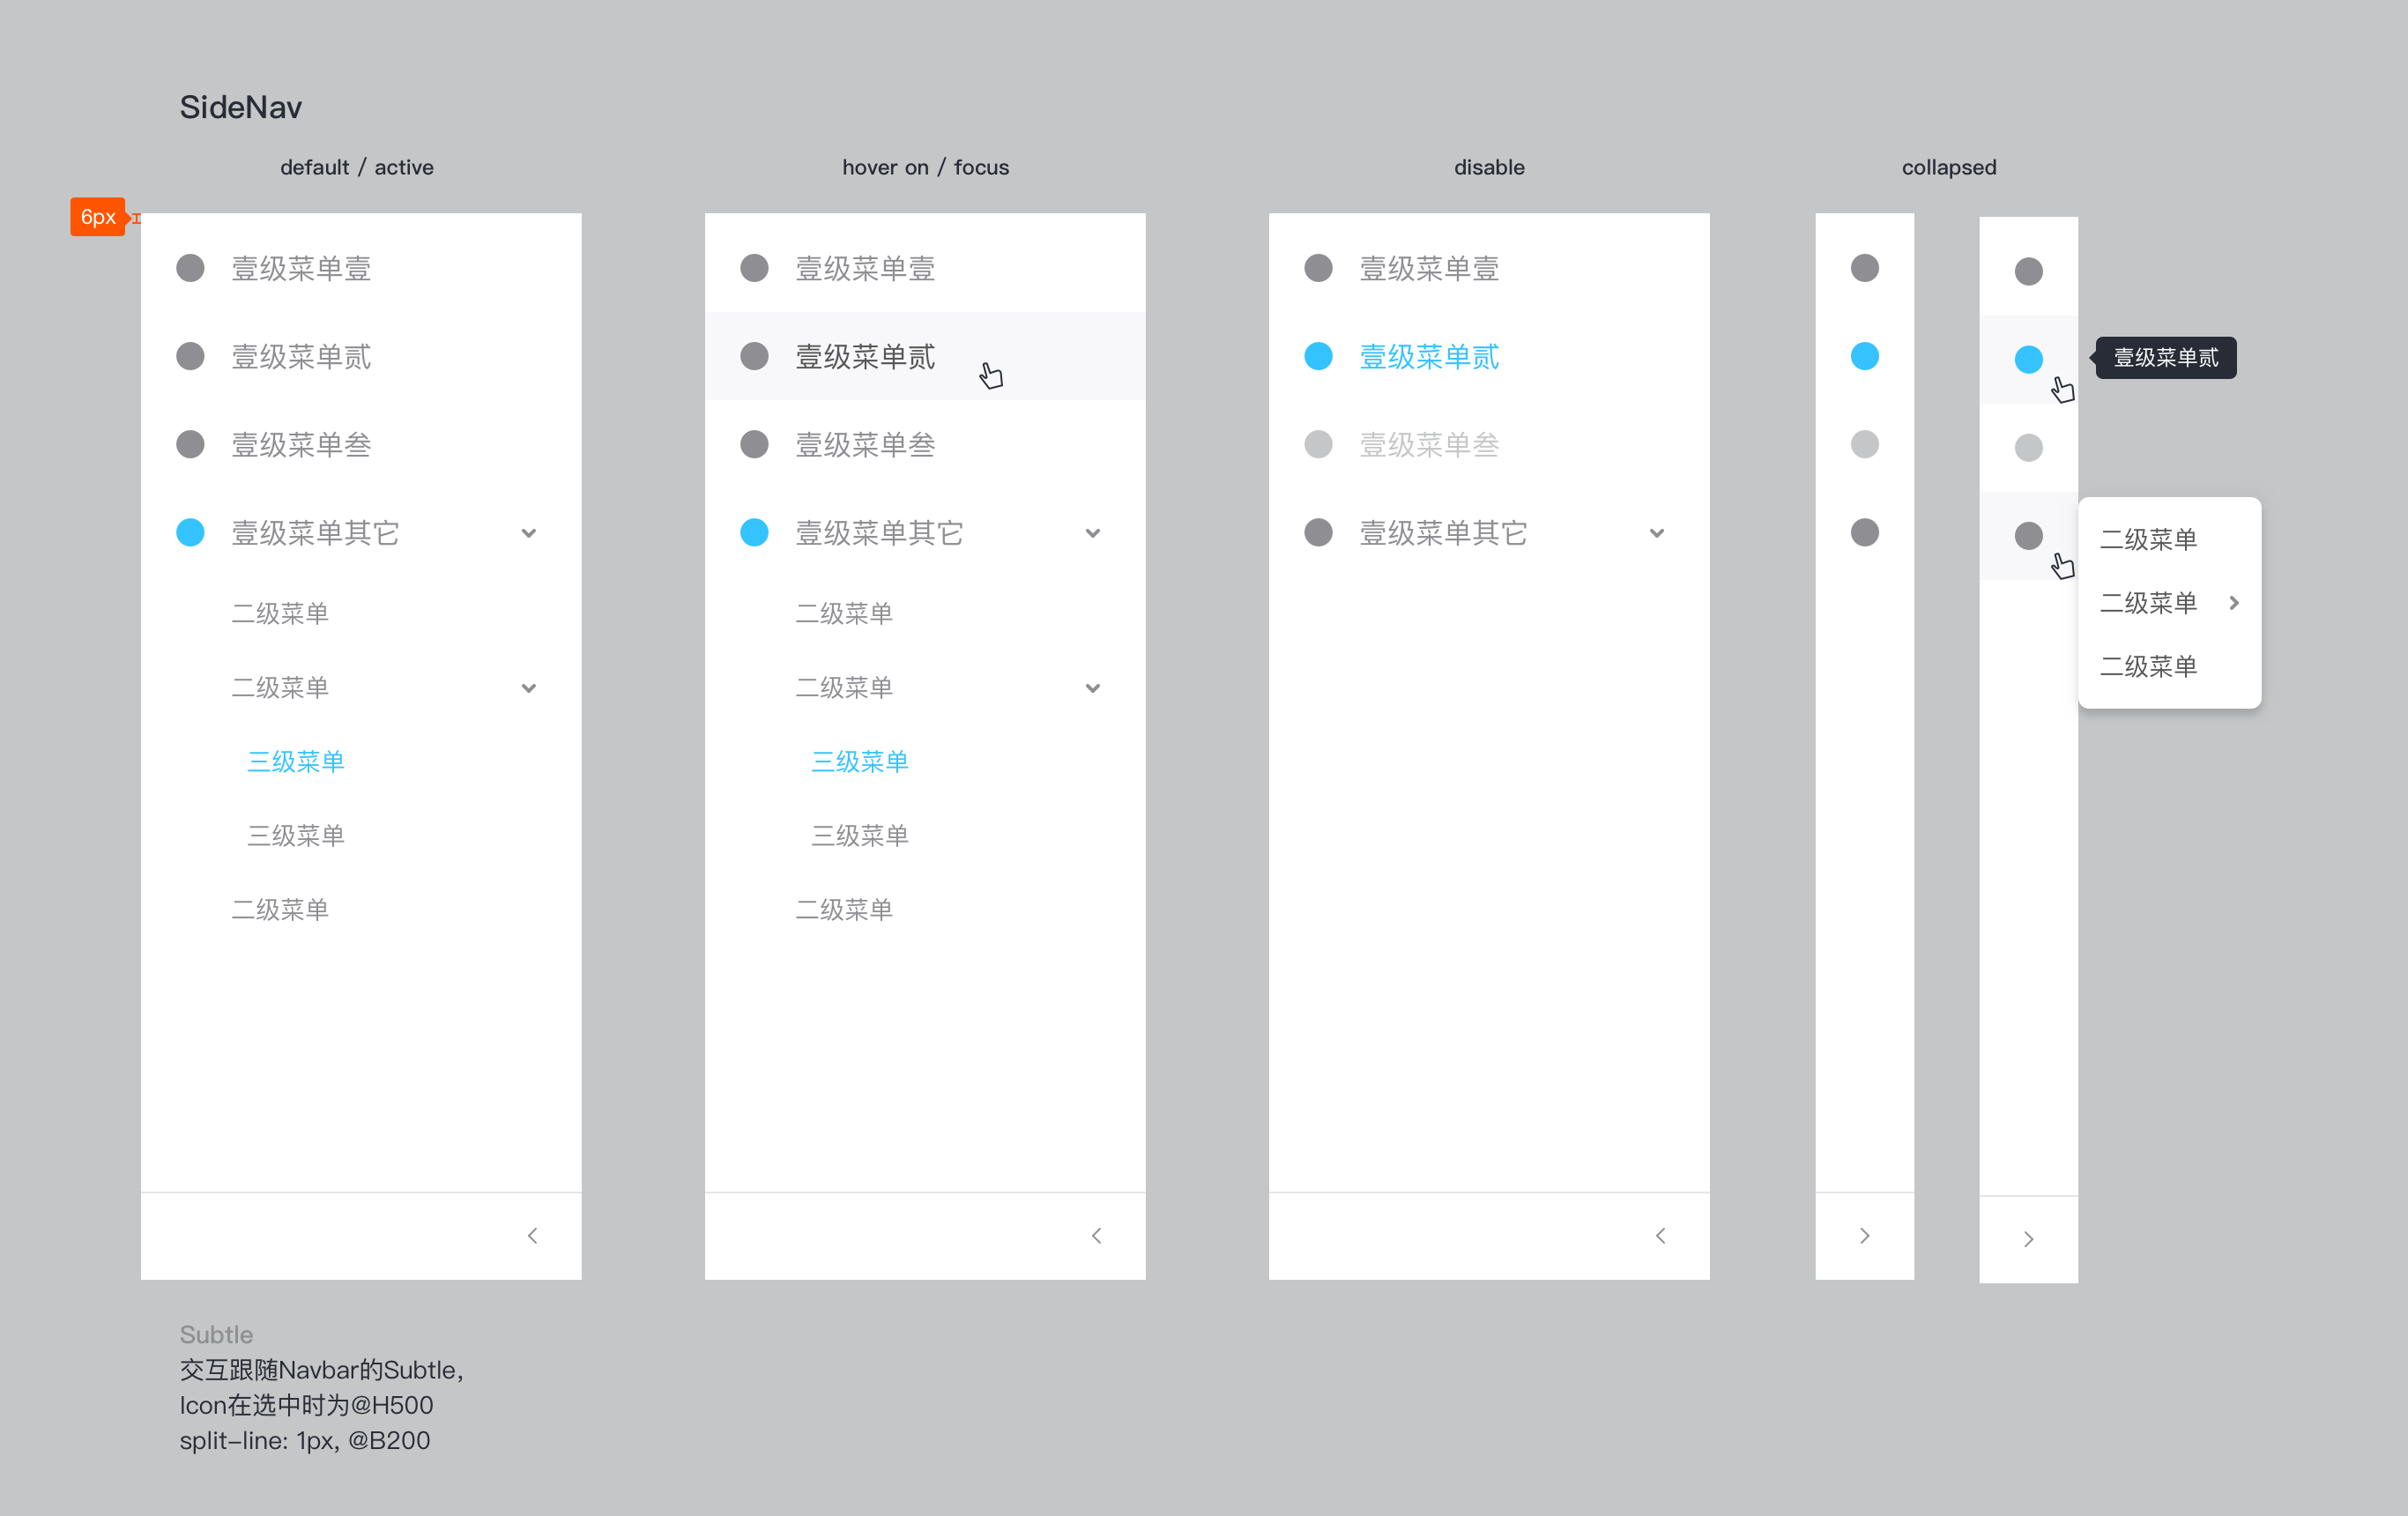 SideNav
default / active
hover on / focus
disable
collapsed
6px
壹级菜单壹
壹级菜单贰
壹级菜单叁
壹级菜单其它
二级菜单
二级菜单
三级菜单
三级菜单
二级菜单
壹级菜单壹
壹级菜单贰
壹级菜单叁
壹级菜单其它
二级菜单
二级菜单
三级菜单
三级菜单
二级菜单
壹级菜单壹
壹级菜单贰
壹级菜单叁
壹级菜单其它
壹级菜单贰
二级菜单
二级菜单
二级菜单
Subtle
交互跟随Navbar的Subtle,
Icon在选中时为@H500
split-line: 1px, @B200